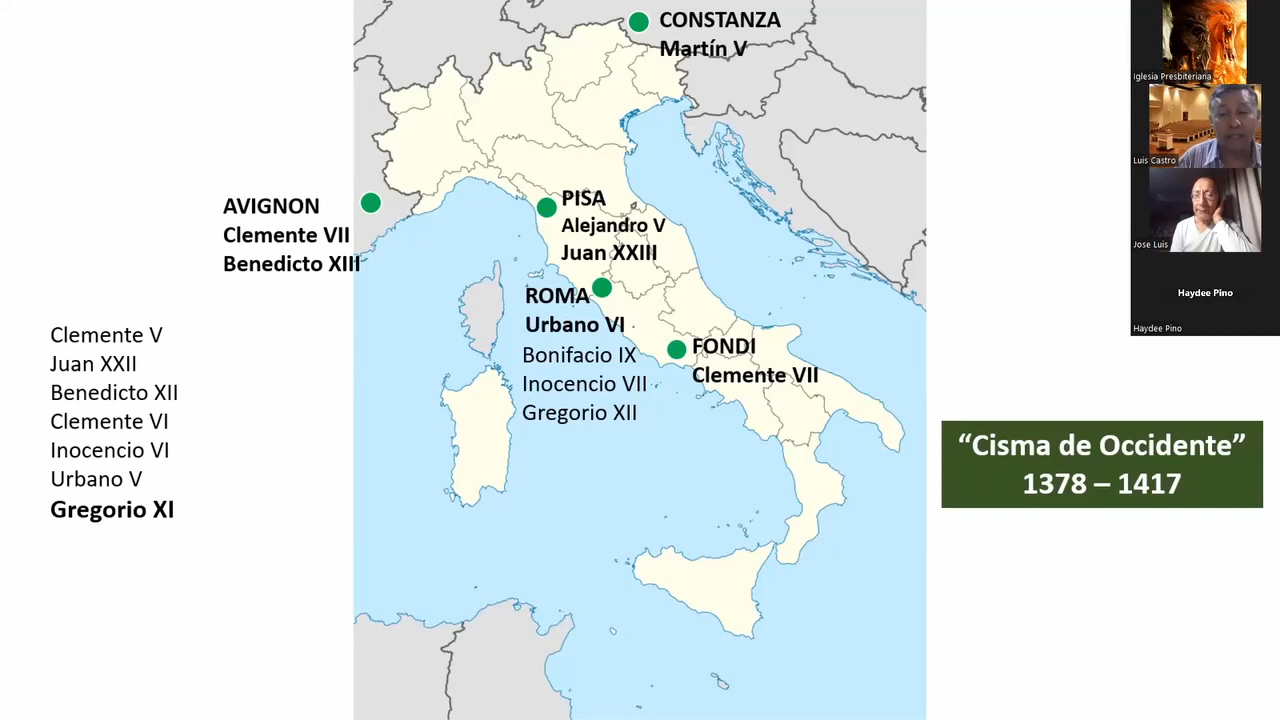 CONSTANZA
Martín V
AVIGNON
Clemente VII
Benedicto XIII
PISA
Alejandro V
Juan XXIII
ROMA
Urbano VI
Bonifacio IX
Inocencio VII
Gregorio XII
FONDI
Clemente VII
Clemente V
Juan XXII
Benedicto XII
Clemente VI
Inocencio VI
Urbano V
Gregorio XI
“Cisma de Occidente”
1378 – 1417
Iglesia Presbiteriana
Luis Castro
Jose Luis
Haydee Pino
Haydee Pino